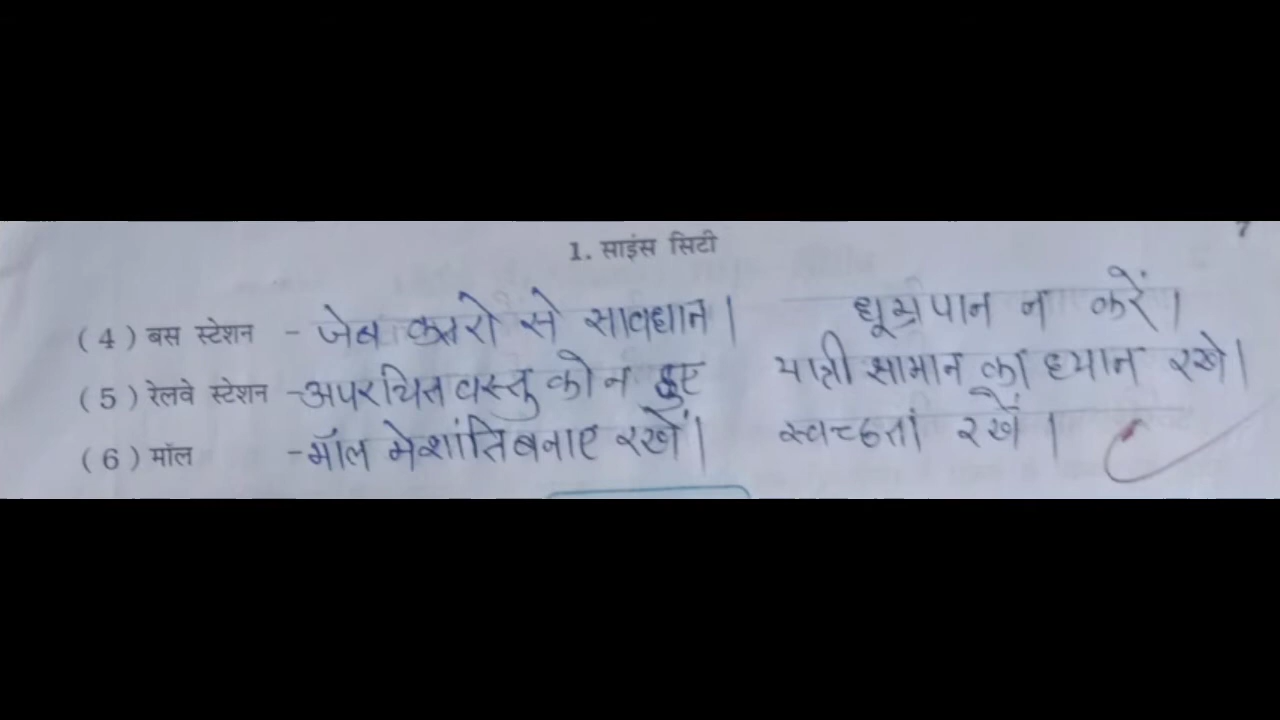 1. साइंस सिटी
7
(4) बस स्टेशन - जेब कतरो से सावधान। धूम्रपान न करें।
(5) रेलवे स्टेशन - अपरचित वस्तु को न छुए यात्री सामान का ध्यान रखे।
(6) मॉल - मॉल मे शांति बनाए रखें। स्वच्छतां रखें।